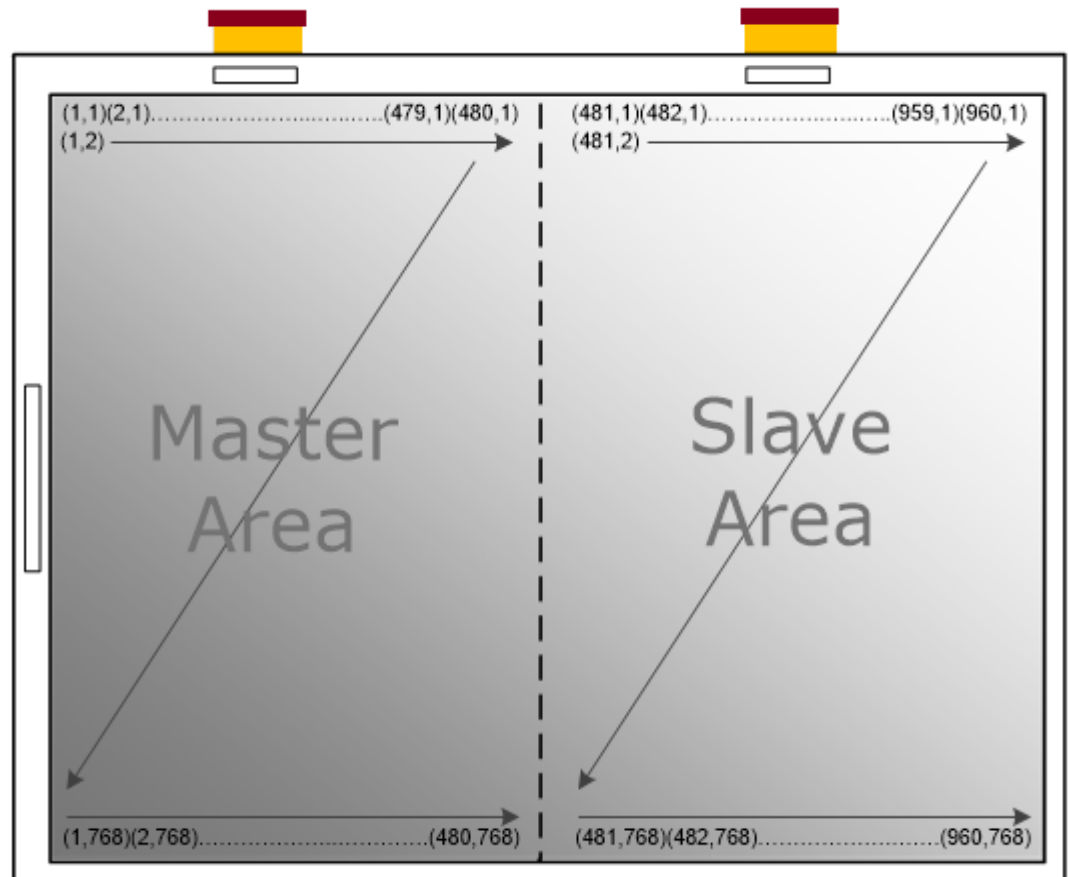 (1,1)(2,1)……………………………(479,1)(480,1)
(1,2)
(481,1)(482,1)……………………………(959,1)(960,1)
(481,2)
Master
Area
Slave
Area
(1,768)(2,768)……………………………(480,768)
(481,768)(482,768)……………………………(960,768)